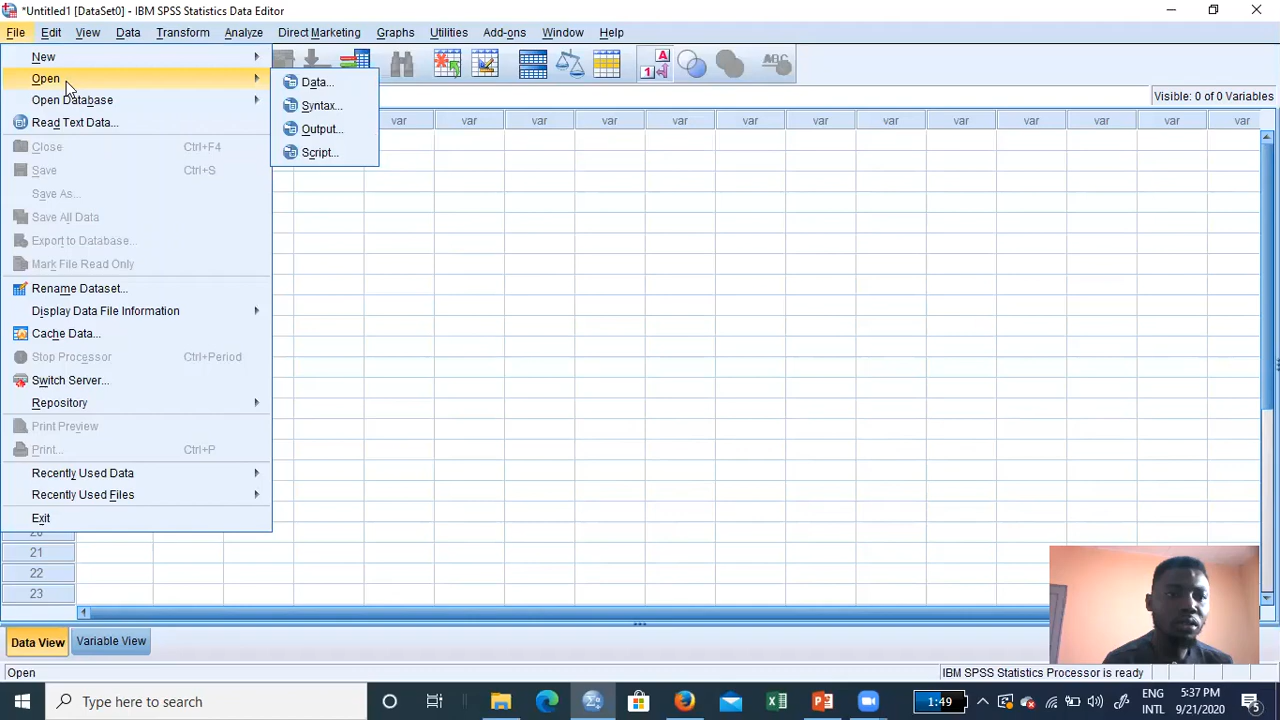 *Untitled1 [DataSet0] - IBM SPSS Statistics Data Editor
File Edit View Data Transform Analyze Direct Marketing Graphs Utilities Add-ons Window Help
New
Open
Open Database
Read Text Data...
Close Ctrl+F4
Save Ctrl+S
Save As...
Save All Data
Export to Database...
Mark File Read Only
Rename Dataset...
Display Data File Information
Cache Data...
Stop Processor Ctrl+Period
Switch Server...
Repository
Print Preview
Print... Ctrl+P
Recently Used Data
Recently Used Files
Exit
Data...
Syntax...
Output...
Script...
A
1
ABC
Visible: 0 of 0 Variables
var var var var var var var var var var var var var
20
21
22
23
Data View Variable View
Open IBM SPSS Statistics Processor is ready
Type here to search
1:49
ENG
INTL
5:37 PM
9/21/2020
5